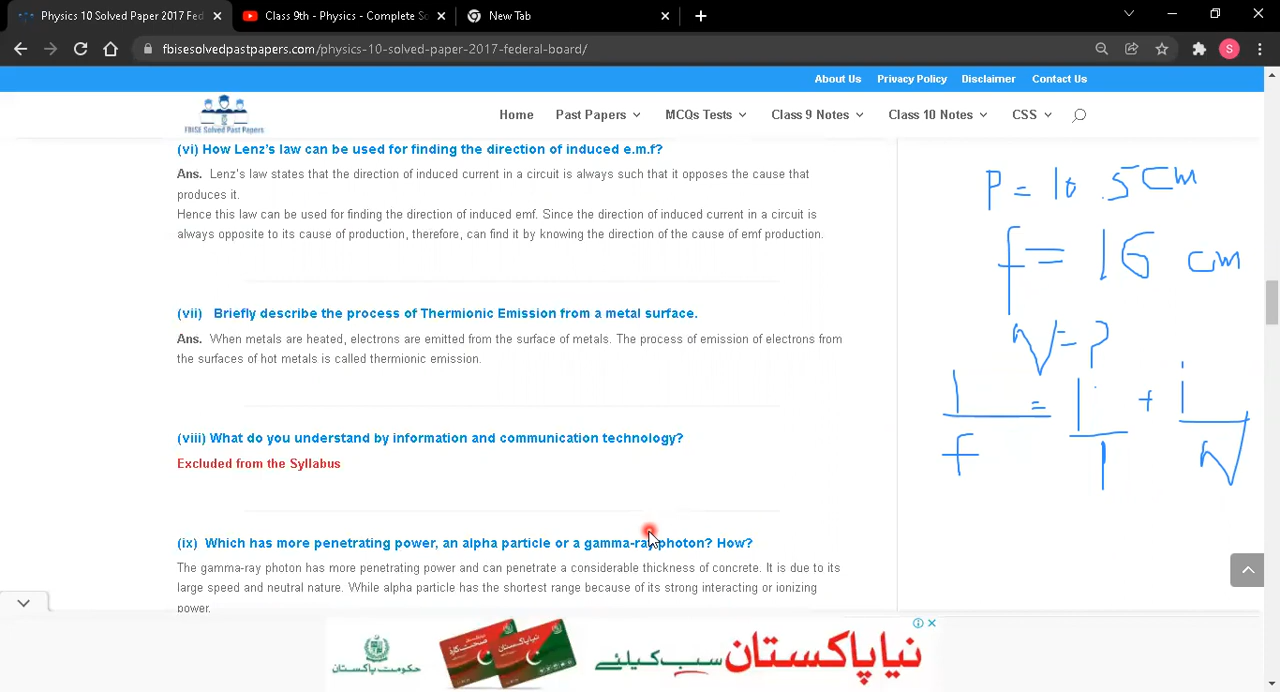 Physics 10 Solved Paper 2017 Fed
Class 9th - Physics - Complete So
New Tab
fbisesolvedpastpapers.com/physics-10-solved-paper-2017-federal-board/
S
About Us Privacy Policy Disclaimer Contact Us
FBISE Solved Past Papers
Home Past Papers MCQs Tests Class 9 Notes Class 10 Notes CSS
(vi) How Lenz's law can be used for finding the direction of induced e.m.f?
Ans. Lenz's law states that the direction of induced current in a circuit is always such that it opposes the cause that
produces it.
Hence this law can be used for finding the direction of induced emf. Since the direction of induced current in a circuit is
always opposite to its cause of production, therefore, can find it by knowing the direction of the cause of emf production.
(vii) Briefly describe the process of Thermionic Emission from a metal surface.
Ans. When metals are heated, electrons are emitted from the surface of metals. The process of emission of electrons from
the surfaces of hot metals is called thermionic emission.
(viii) What do you understand by information and communication technology?
Excluded from the Syllabus
(ix) Which has more penetrating power, an alpha particle or a gamma-ray photon? How?
The gamma-ray photon has more penetrating power and can penetrate a considerable thickness of concrete. It is due to its
large speed and neutral nature. While alpha particle has the shortest range because of its strong interacting or ionizing
power.
P = 10.5 cm
f = 16 cm
= ?
1 = 1 + 1
f
حکومت پاکستان
نیا پاکستان سب کیلئے